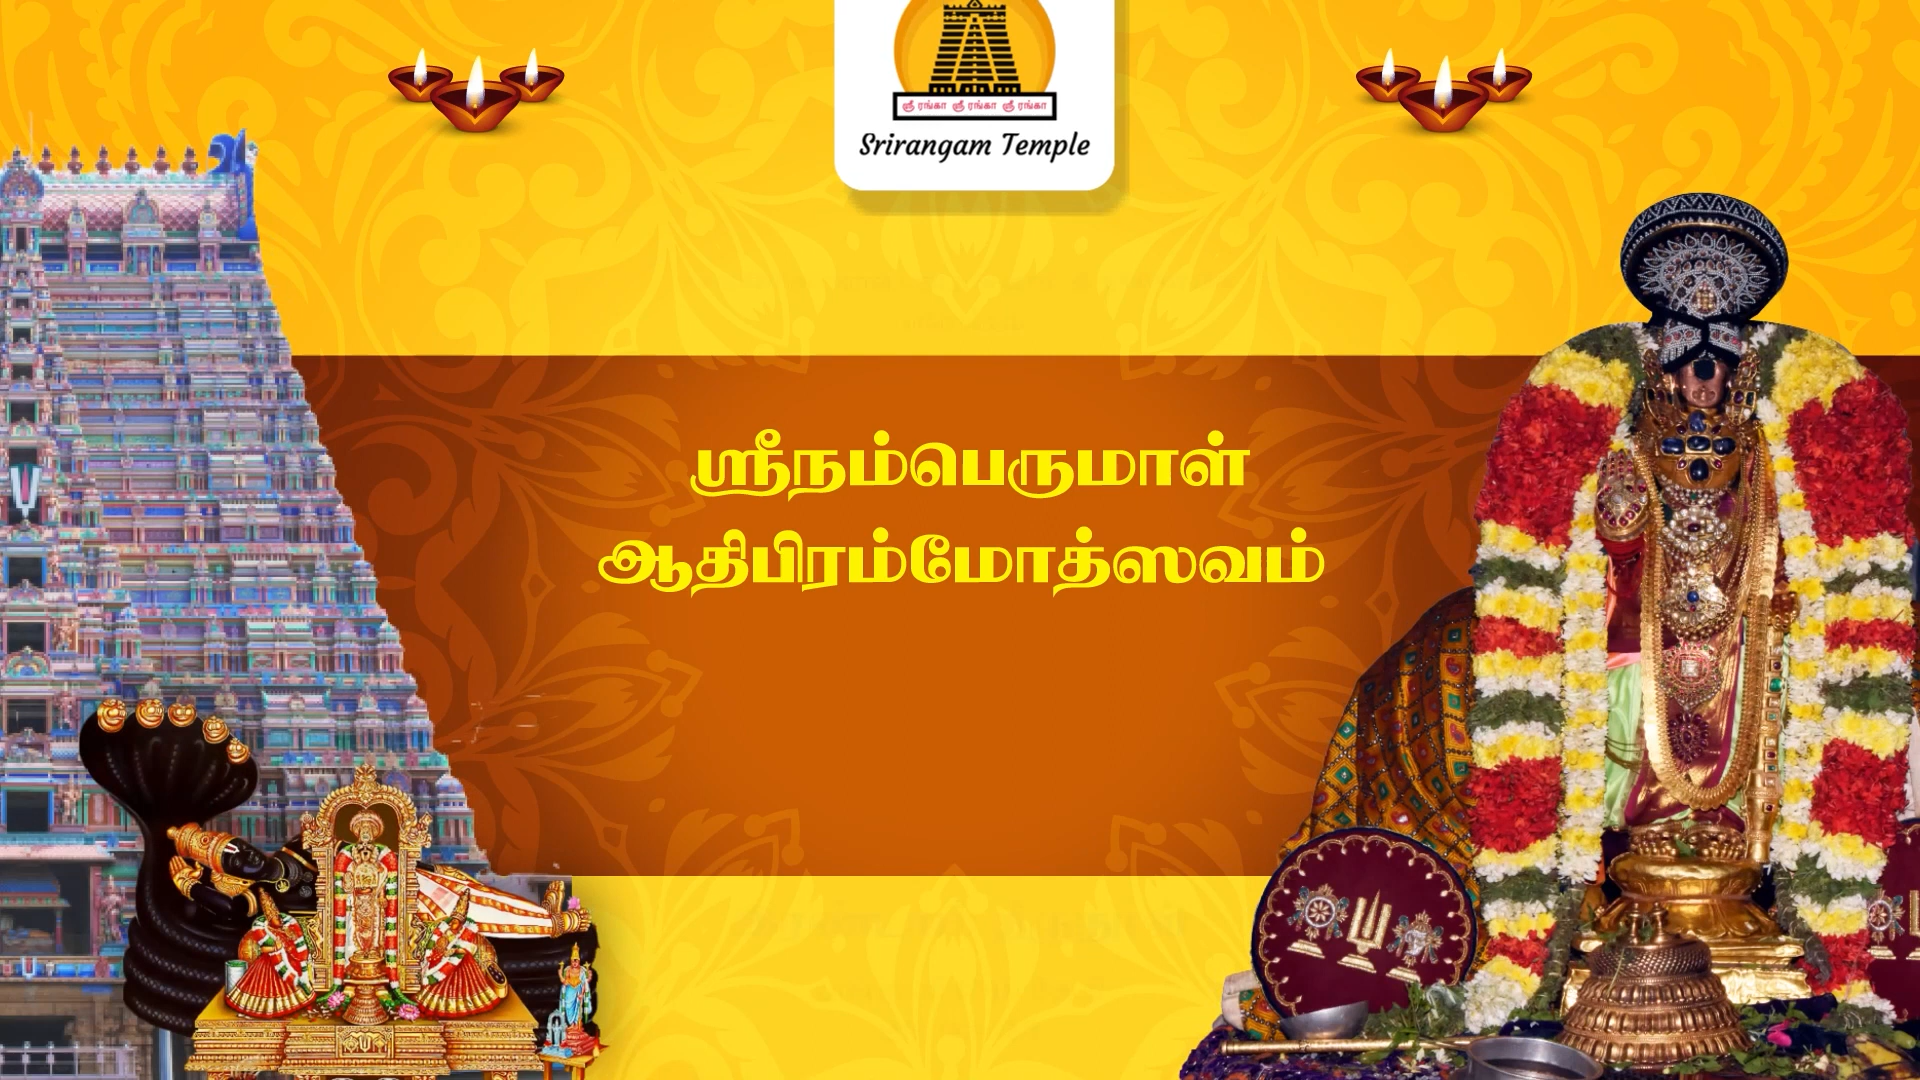 ஸ்ரீ ரங்கா ஸ்ரீ ரங்கா ஸ்ரீ ரங்கா
Srirangam Temple
ஸ்ரீநம்பெருமாள்
ஆதிபிரம்மோத்ஸவம்